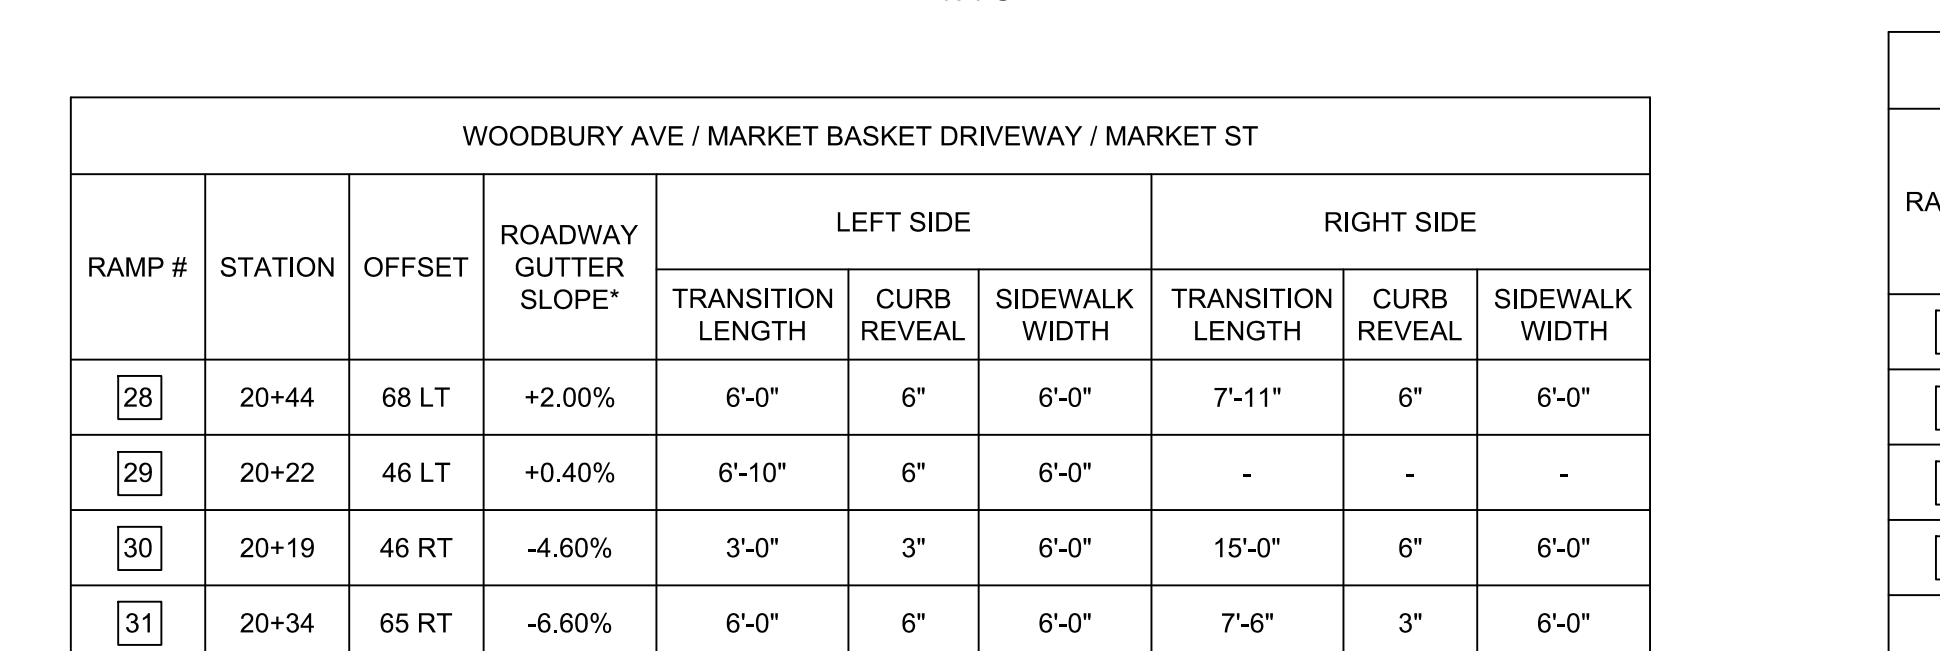 WOODBURY AVE / MARKET BASKET DRIVEWAY / MARKET ST
RAMP # STATION OFFSET ROADWAY GUTTER SLOPE* LEFT SIDE RIGHT SIDE
TRANSITION LENGTH CURB REVEAL SIDEWALK WIDTH TRANSITION LENGTH CURB REVEAL SIDEWALK WIDTH
28 20+44 68 LT +2.00% 6'-0" 6" 6'-0" 7'-11" 6" 6'-0"
29 20+22 46 LT +0.40% 6'-10" 6" 6'-0" - - -
30 20+19 46 RT -4.60% 3'-0" 3" 6'-0" 15'-0" 6" 6'-0"
31 20+34 65 RT -6.60% 6'-0" 6" 6'-0" 7'-6" 3" 6'-0"